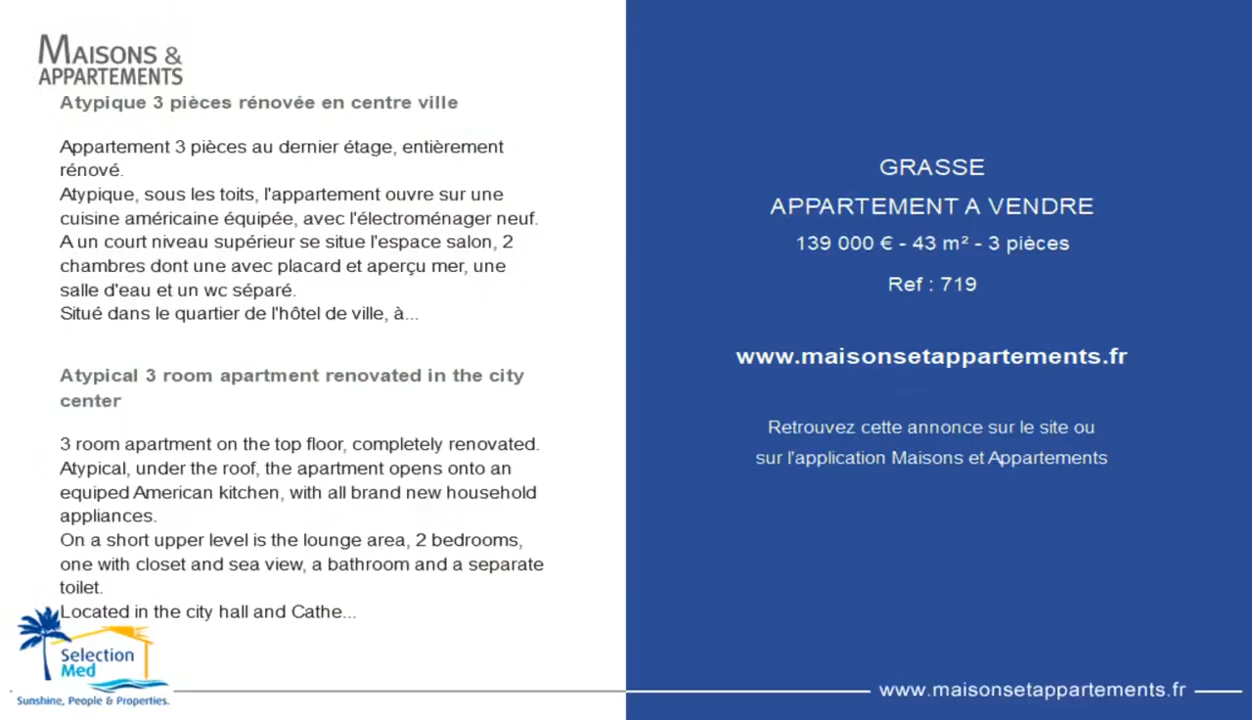 MAISONS &
APPARTEMENTS
Atypique 3 pièces rénovée en centre ville
Appartement 3 pièces au dernier étage, entièrement
rénové.
Atypique, sous les toits, l'appartement ouvre sur une
cuisine américaine équipée, avec l'électroménager neuf.
A un court niveau supérieur se situe l'espace salon, 2
chambres dont une avec placard et aperçu mer, une
salle d'eau et un wc séparé.
Situé dans le quartier de l'hôtel de ville, à...
Atypical 3 room apartment renovated in the city
center
3 room apartment on the top floor, completely renovated.
Atypical, under the roof, the apartment opens onto an
equiped American kitchen, with all brand new household
appliances.
On a short upper level is the lounge area, 2 bedrooms,
one with closet and sea view, a bathroom and a separate
toilet.
Located in the city hall and Cathe...
Selection
Med
Sunshine, People & Properties.
GRASSE
APPARTEMENT A VENDRE
139 000 € - 43 m² - 3 pièces
Ref : 719
www.maisonsetappartements.fr
Retrouvez cette annonce sur le site ou
sur l'application Maisons et Appartements
www.maisonsetappartements.fr